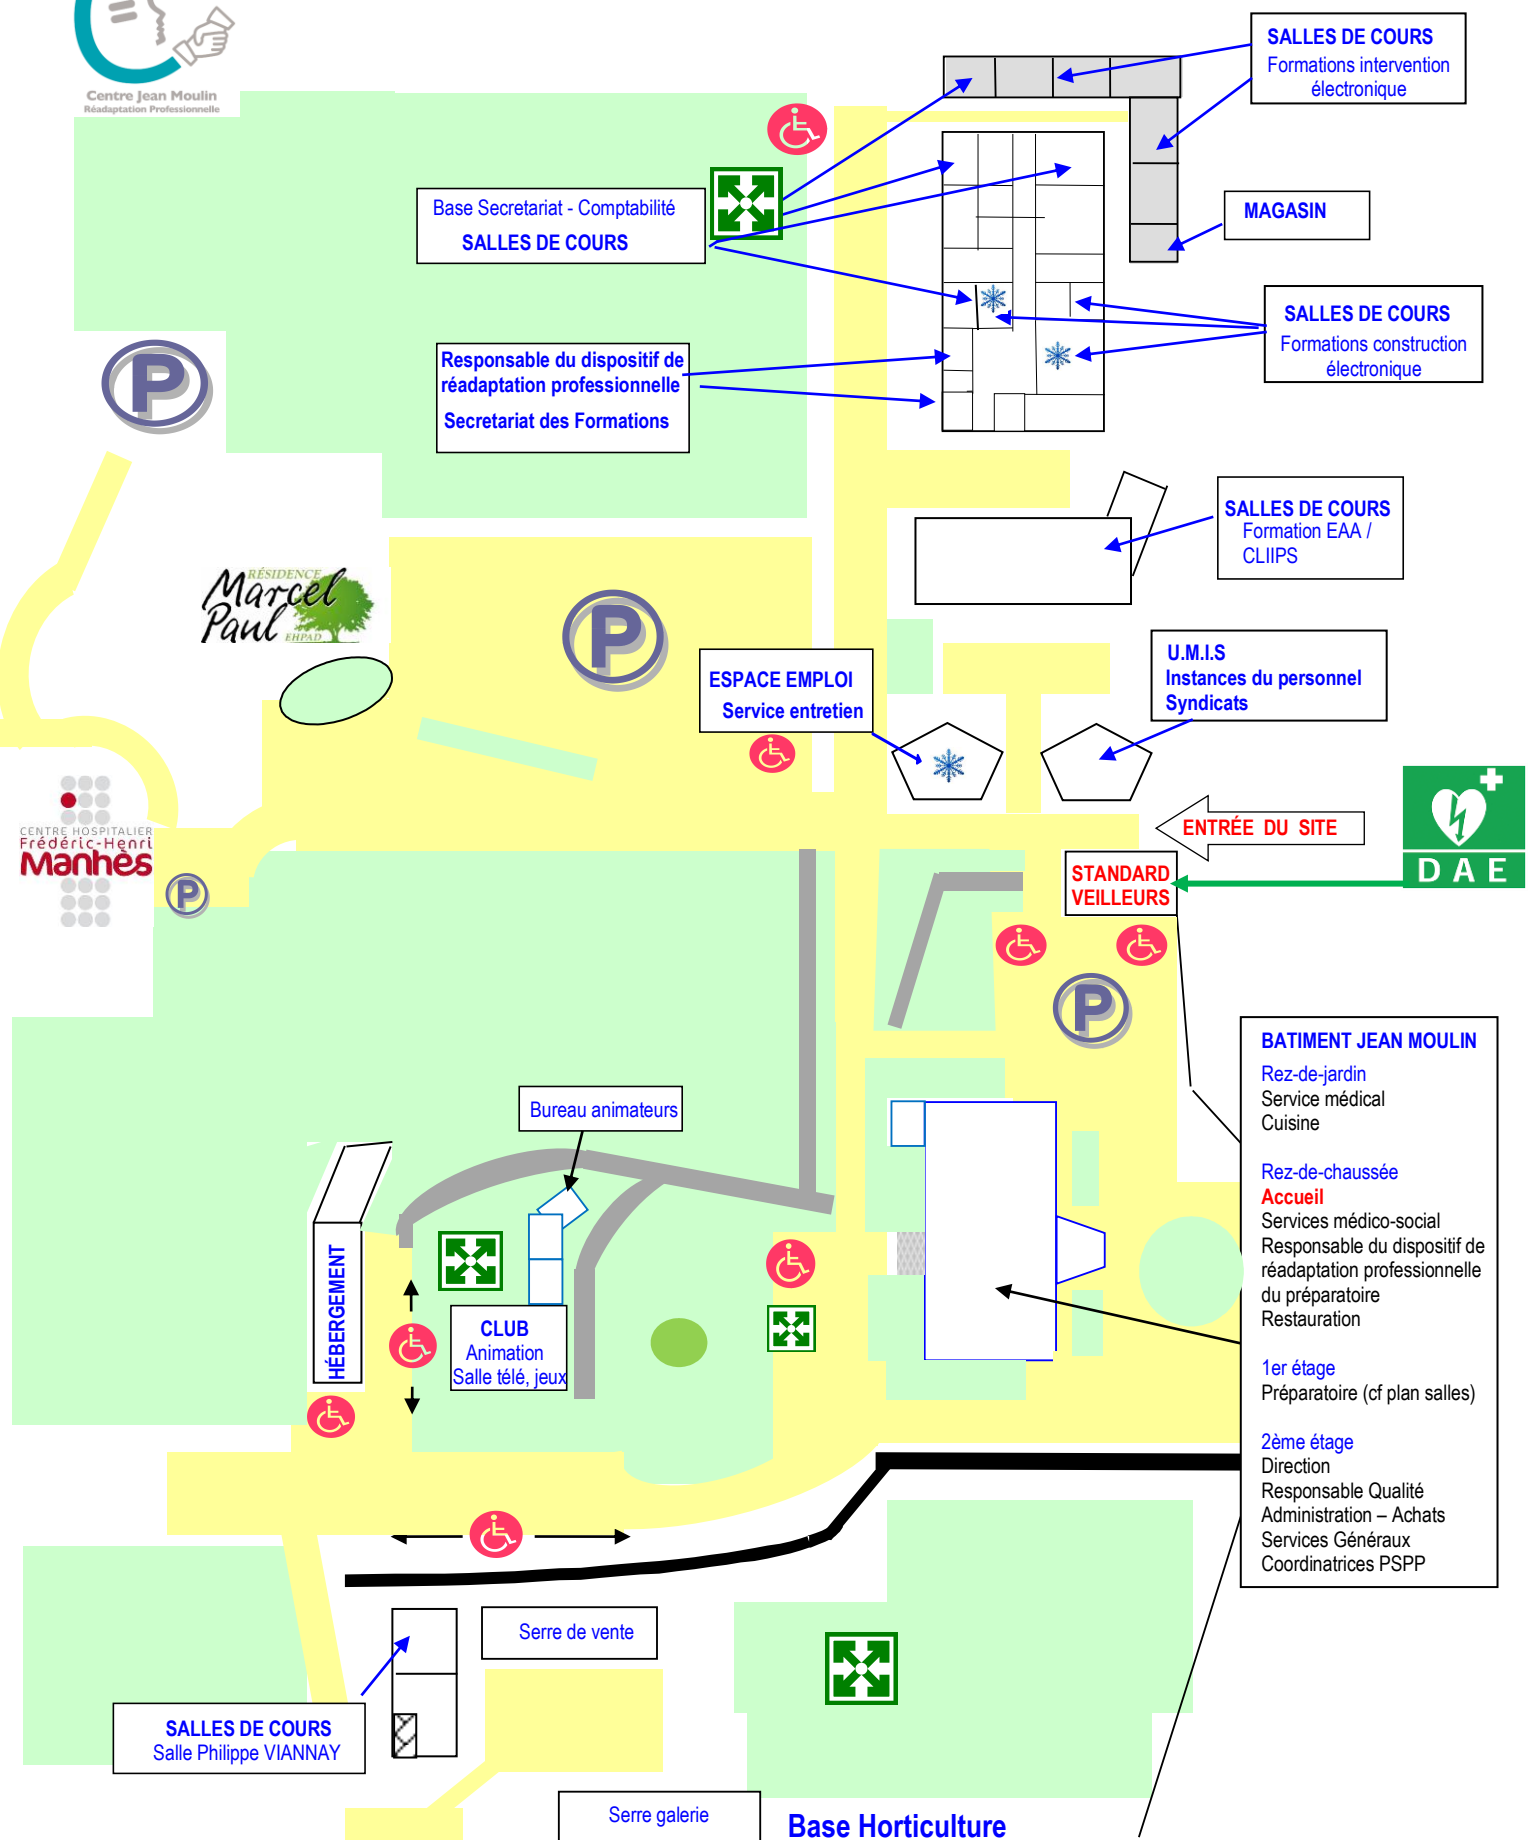 Centre Jean Moulin
Réadaptation Professionnelle
SALLES DE COURS
Formations intervention
électronique
Base Secretariat - Comptabilité
SALLES DE COURS
MAGASIN
SALLES DE COURS
Formations construction
électronique
Responsable du dispositif de
réadaptation professionnelle
Secretariat des Formations
P
SALLES DE COURS
Formation EAA /
CLIIPS
RÉSIDENCE
Marcel
Paul
EHPAD
P
ESPACE EMPLOI
Service entretien
U.M.I.S
Instances du personnel
Syndicats
ENTRÉE DU SITE
DAE
CENTRE HOSPITALIER
Frédéric-Henri
Manhès
P
STANDARD
VEILLEURS
P
BATIMENT JEAN MOULIN
Rez-de-jardin
Service médical
Cuisine
Rez-de-chaussée
Accueil
Services médico-social
Responsable du dispositif de
réadaptation professionnelle
du préparatoire
Restauration
1er étage
Préparatoire (cf plan salles)
2ème étage
Direction
Responsable Qualité
Administration – Achats
Services Généraux
Coordinatrices PSPP
Bureau animateurs
HÉBERGEMENT
CLUB
Animation
Salle télé, jeux
Serre de vente
SALLES DE COURS
Salle Philippe VIANNAY
Serre galerie
Base Horticulture